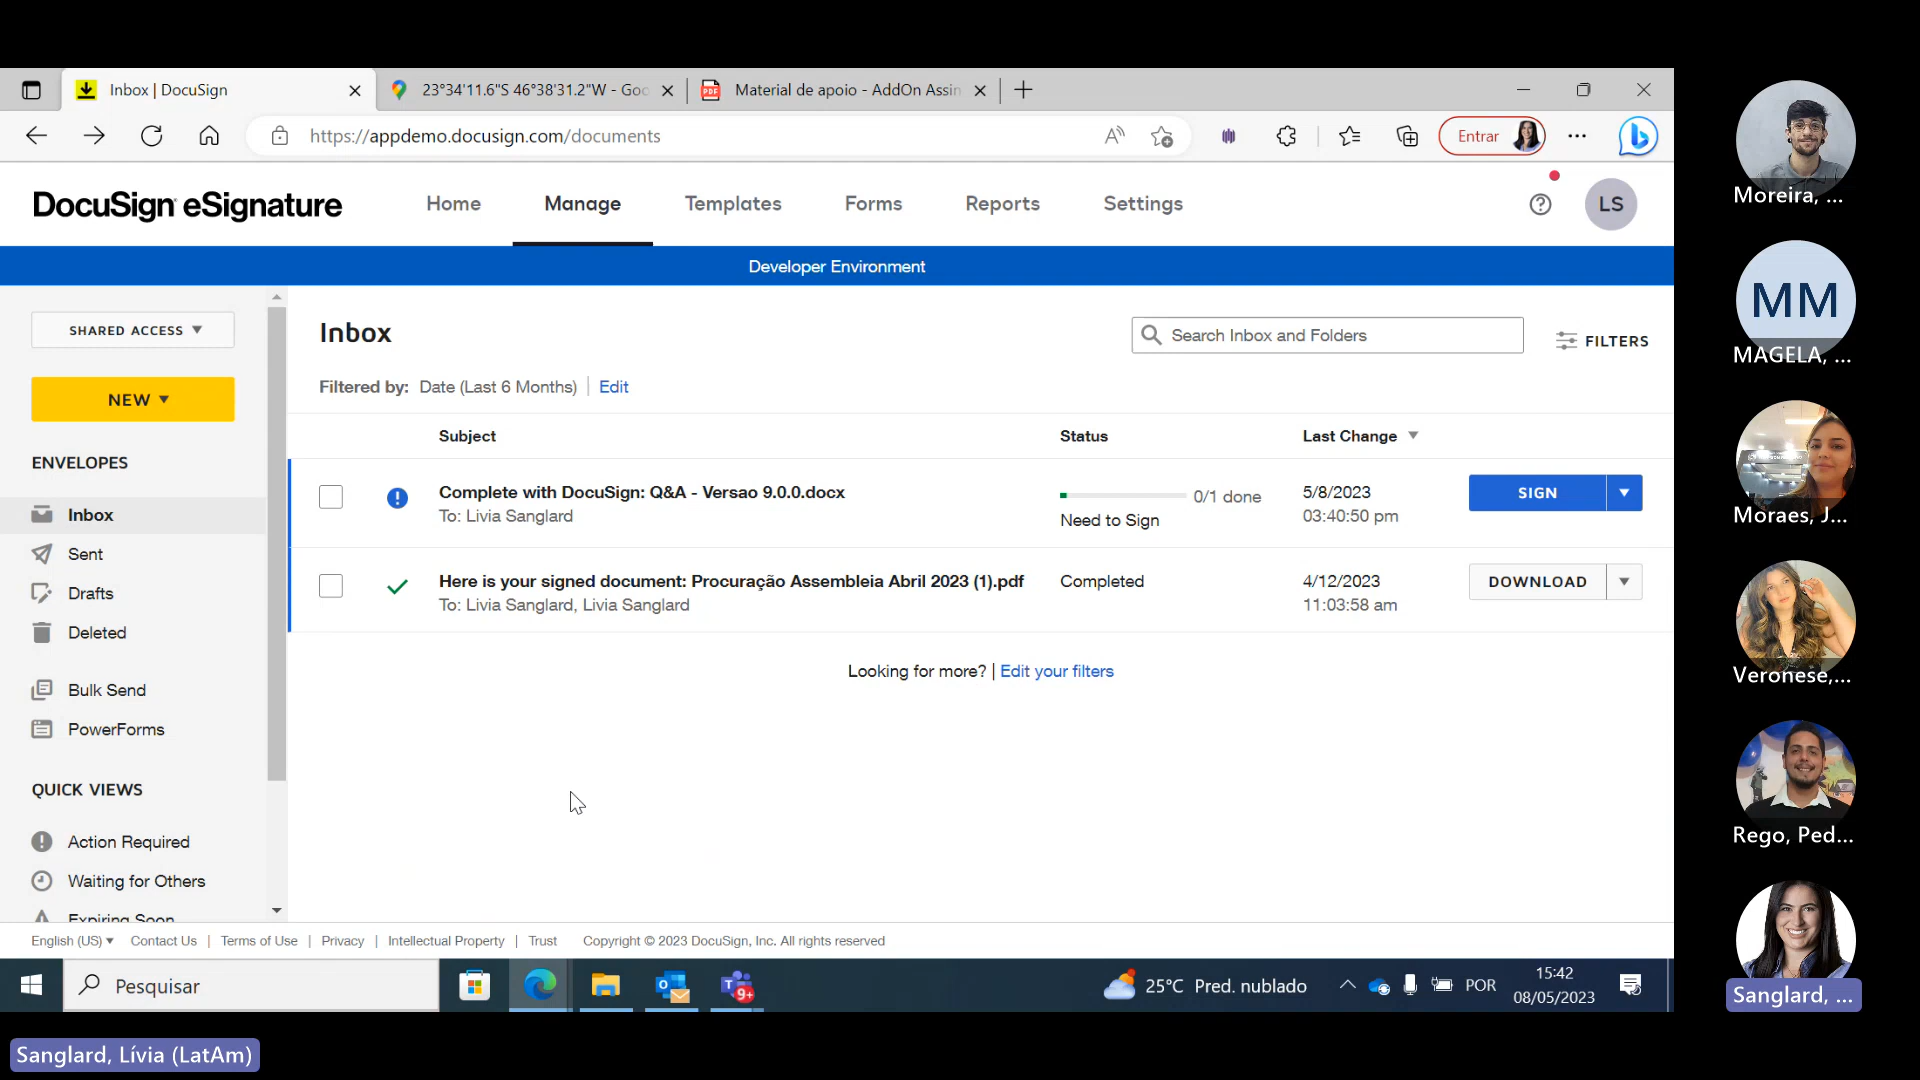 Inbox | DocuSign
23°34'11.6"S 46°38'31.2"W - Goo
Material de apoio - AddOn Assin
https://appdemo.docusign.com/documents
Entrar
DocuSign eSignature
Home
Manage
Templates
Forms
Reports
Settings
LS
Developer Environment
SHARED ACCESS
NEW
ENVELOPES
Inbox
Sent
Drafts
Deleted
Bulk Send
PowerForms
QUICK VIEWS
Action Required
Waiting for Others
Expiring Soon
Inbox
Search Inbox and Folders
FILTERS
Filtered by: Date (Last 6 Months) | Edit
Subject
Status
Last Change
Complete with DocuSign: Q&A - Versao 9.0.0.docx
To: Livia Sanglard
0/1 done
Need to Sign
5/8/2023
03:40:50 pm
SIGN
Here is your signed document: Procuração Assembleia Abril 2023 (1).pdf
To: Livia Sanglard, Livia Sanglard
Completed
4/12/2023
11:03:58 am
DOWNLOAD
Looking for more? | Edit your filters
English (US) Contact Us | Terms of Use | Privacy | Intellectual Property | Trust Copyright © 2023 DocuSign, Inc. All rights reserved
Pesquisar
9+
25°C Pred. nublado
POR
15:42
08/05/2023
Moreira, ...
MM
MAGELA, ...
Moraes, J...
Veronese,...
Rego, Ped...
Sanglard, ...
Sanglard, Lívia (LatAm)